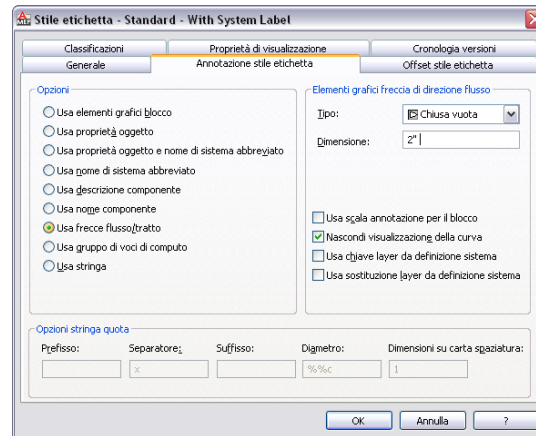 Stile etichetta - Standard - With System Label
Classificazioni Proprietà di visualizzazione Cronologia versioni
Generale Annotazione stile etichetta Offset stile etichetta
Opzioni
Usa elementi grafici blocco
Usa proprietà oggetto
Usa proprietà oggetto e nome di sistema abbreviato
Usa nome di sistema abbreviato
Usa descrizione componente
Usa nome componente
Usa frecce flusso/tratto
Usa gruppo di voci di computo
Usa stringa
Elementi grafici freccia di direzione flusso
Tipo: Chiusa vuota
Dimensione: 2"
Usa scala annotazione per il blocco
Nascondi visualizzazione della curva
Usa chiave layer da definizione sistema
Usa sostituzione layer da definizione sistema
Opzioni stringa quota
Prefisso: Separatore: Suffisso: Diametro: Dimensioni su carta spaziatura:
x %%c 1
OK Annulla ?